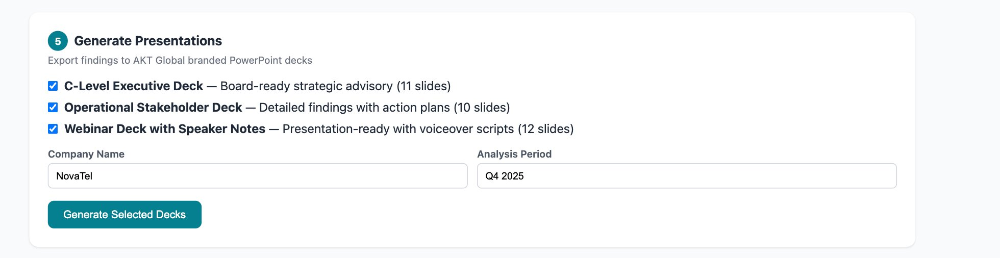 5 Generate Presentations
Export findings to AKT Global branded PowerPoint decks
C-Level Executive Deck — Board-ready strategic advisory (11 slides)
Operational Stakeholder Deck — Detailed findings with action plans (10 slides)
Webinar Deck with Speaker Notes — Presentation-ready with voiceover scripts (12 slides)
Company Name
NovaTel
Analysis Period
Q4 2025
Generate Selected Decks